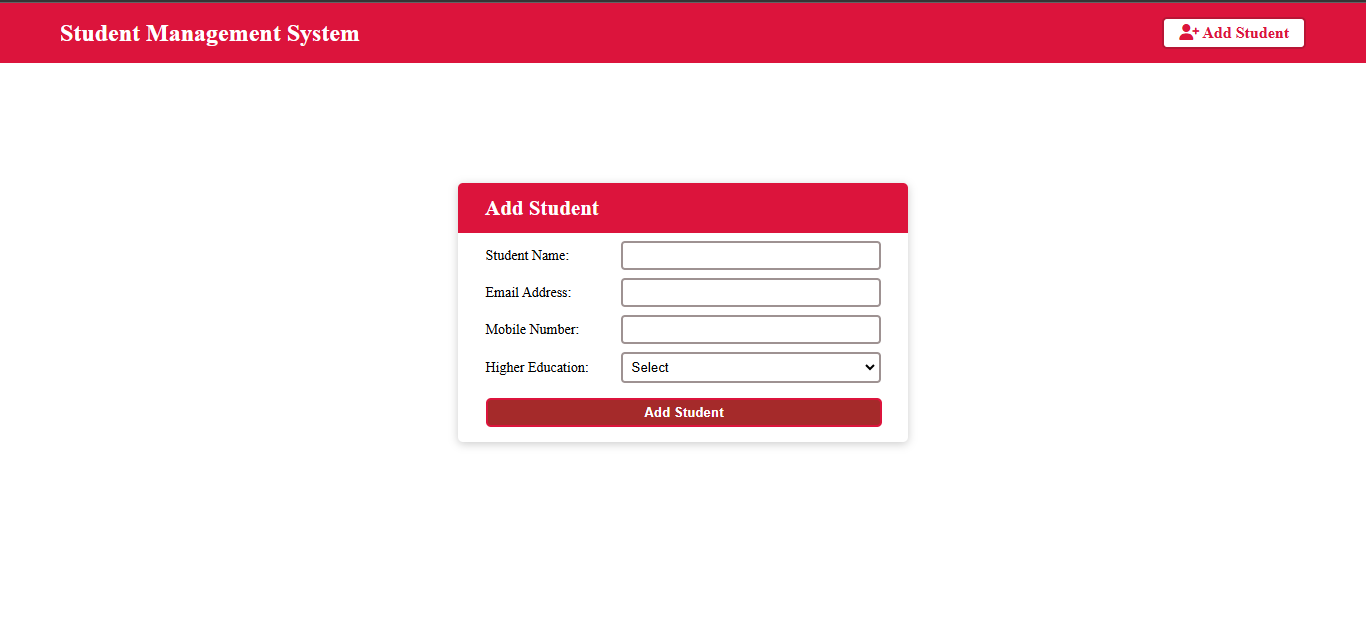 Student Management System
Add Student
Add Student
Student Name:
Email Address:
Mobile Number:
Higher Education: Select
Add Student